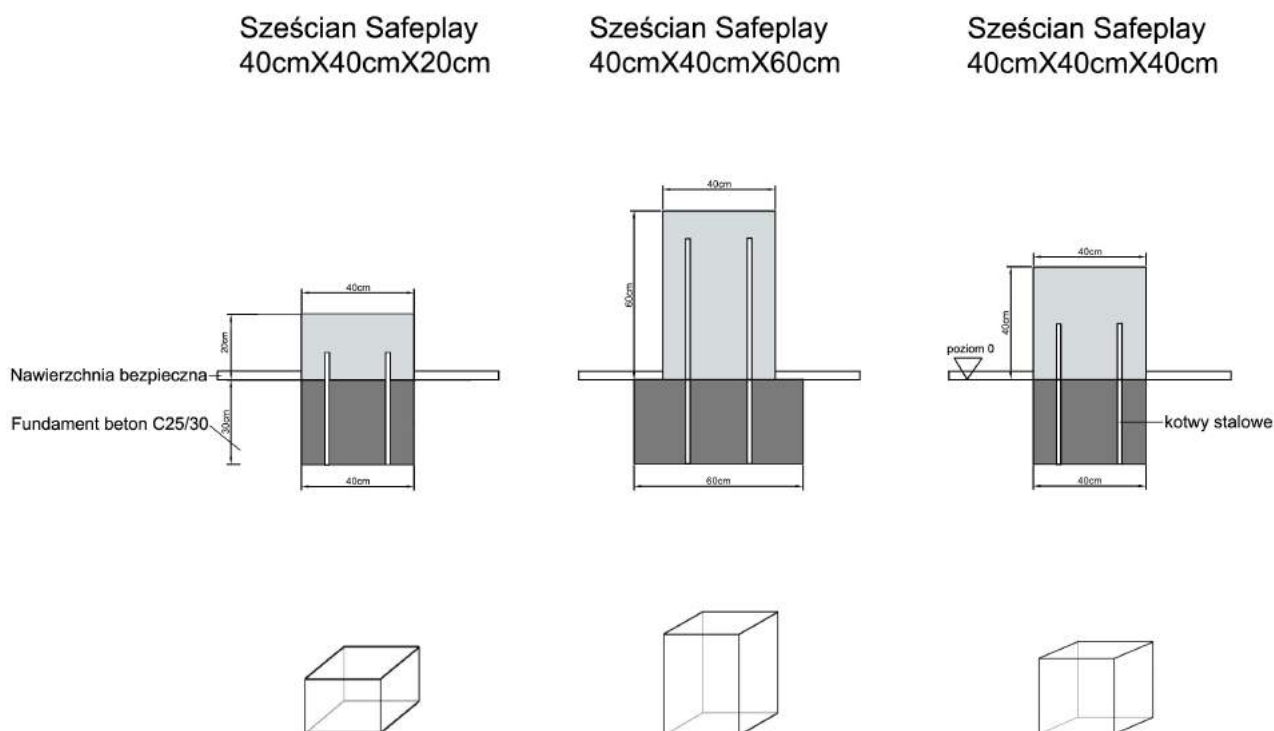 Sześcian Safeplay
40cmX40cmX20cm
Sześcian Safeplay
40cmX40cmX60cm
Sześcian Safeplay
40cmX40cmX40cm
40cm
20cm
Nawierzchnia bezpieczna
30cm
Fundament beton C25/30
40cm
40cm
60cm
60cm
40cm
40cm
poziom 0
kotwy stalowe
40cm